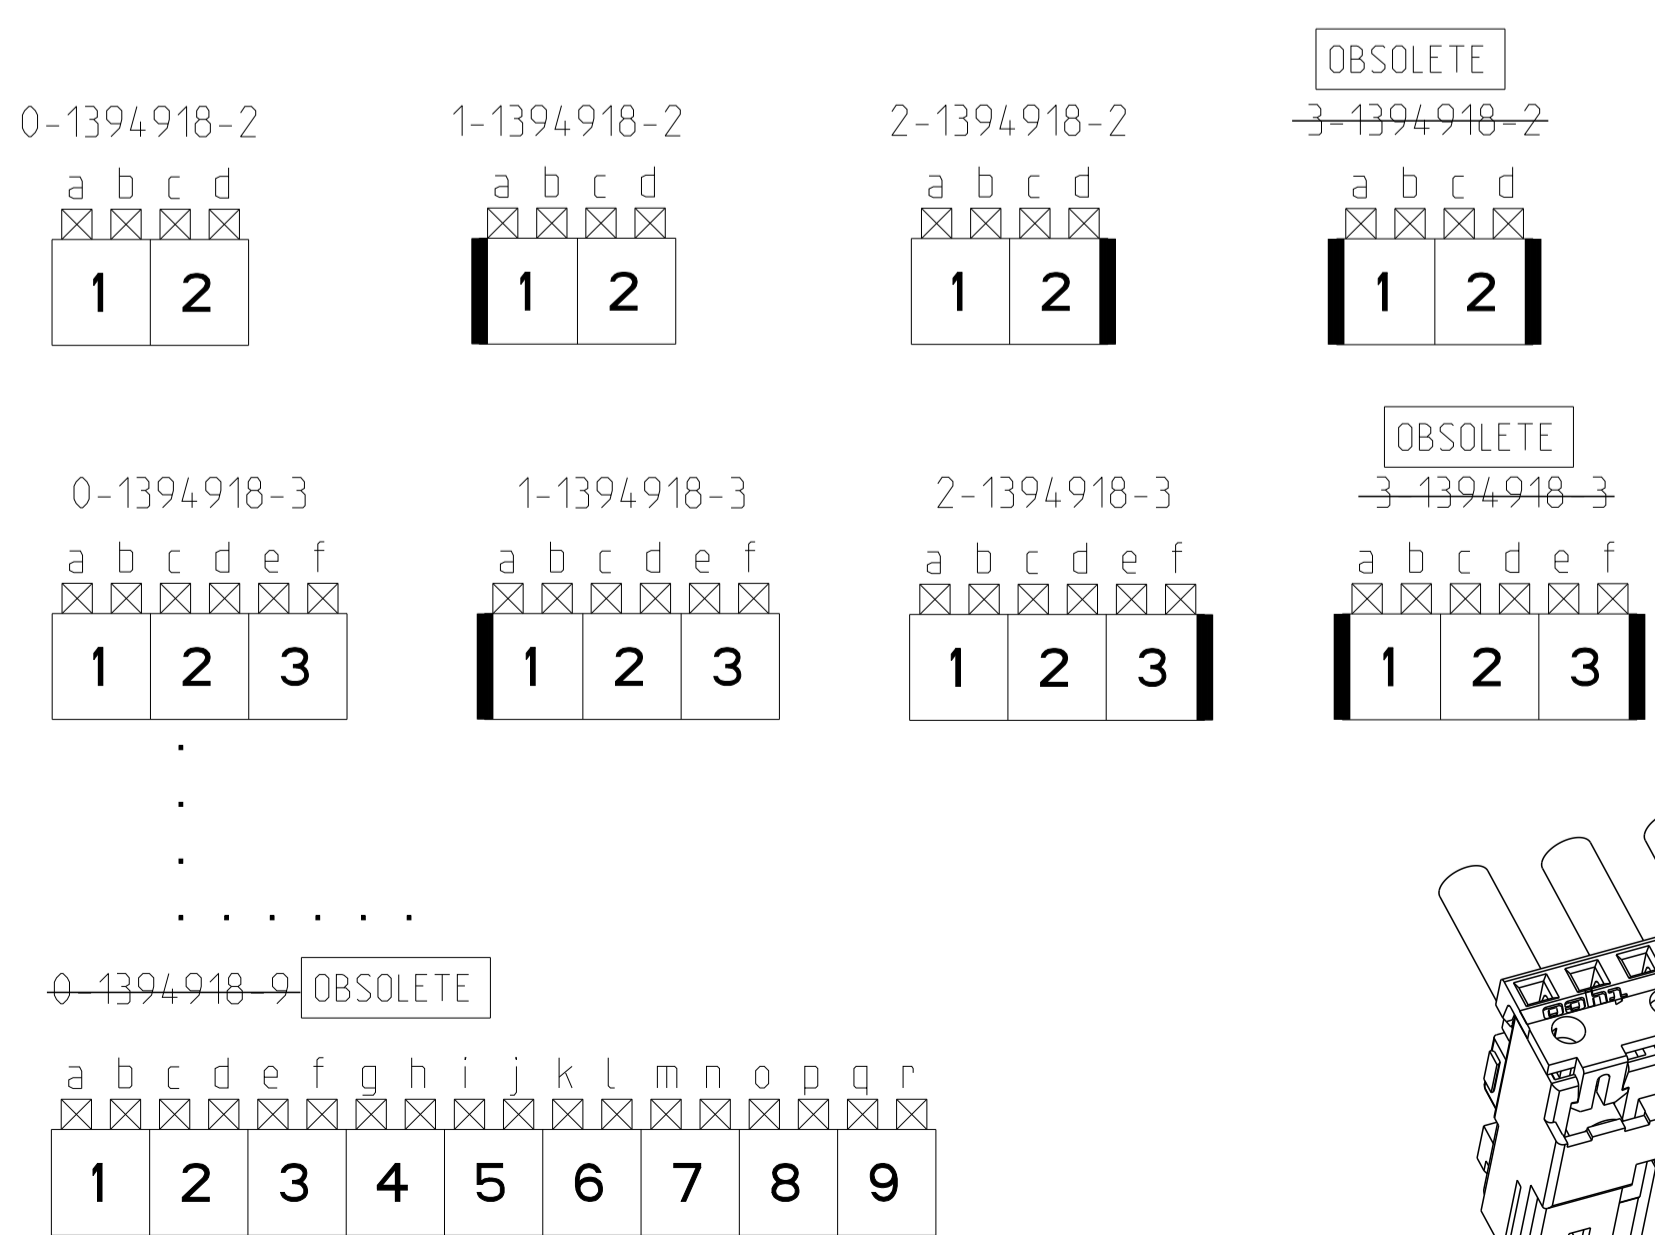 OBSOLETE
0-1394918-2 1-1394918-2 2-1394918-2 3-1394918-2
a b c d a b c d a b c d a b c d
1 2 1 2 1 2 1 2
OBSOLETE
0-1394918-3 1-1394918-3 2-1394918-3 3-1394918-3
a b c d e f a b c d e f a b c d e f a b c d e f
1 2 3 1 2 3 1 2 3 1 2 3
0-1394918-9 OBSOLETE
a b c d e f g h i j k l m n o p q r
1 2 3 4 5 6 7 8 9